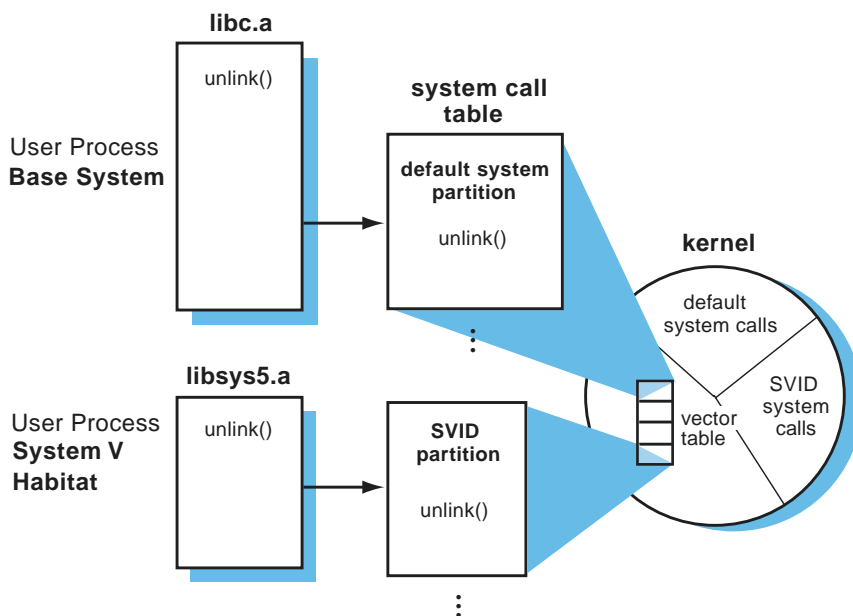 libc.a
unlink()
User Process
Base System
system call
table
default system
partition
unlink()
kernel
default
system calls
SVID
system
calls
vector
table
libsys5.a
unlink()
User Process
System V
Habitat
SVID
partition
unlink()